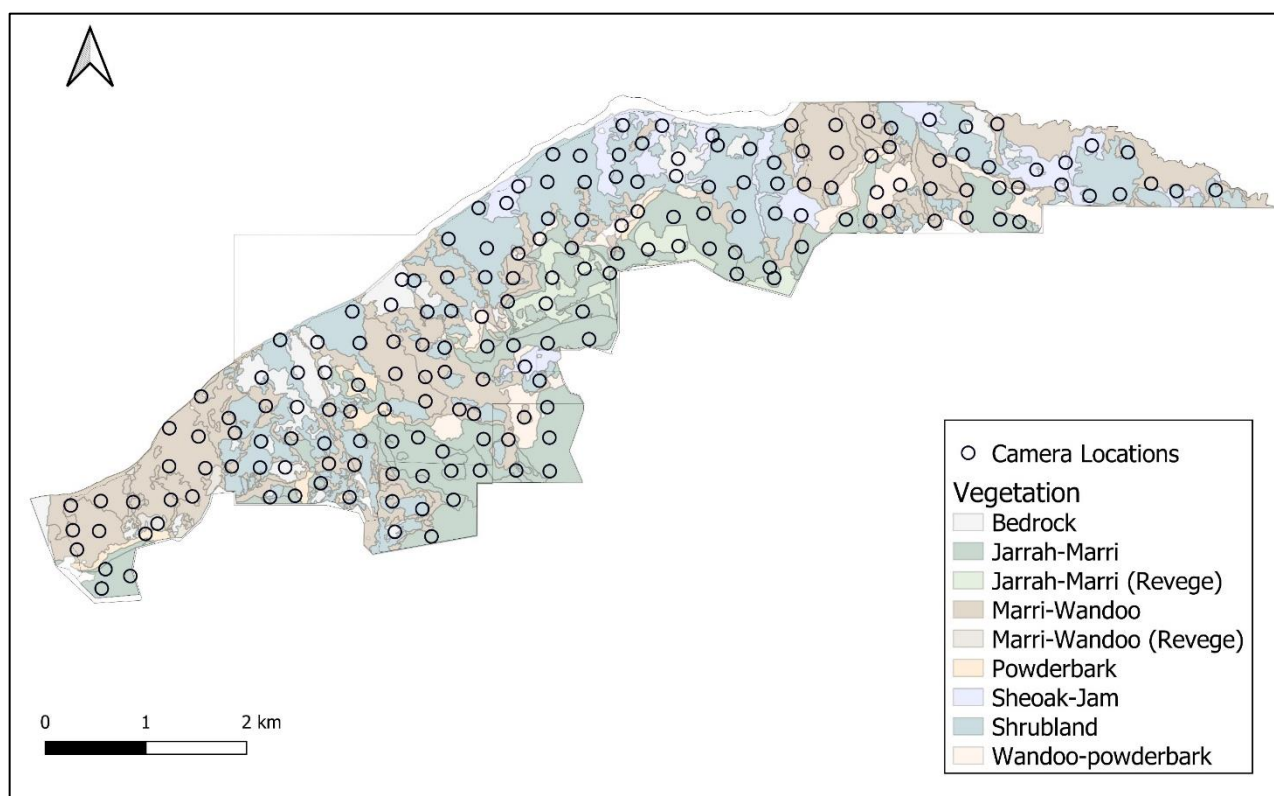 Camera Locations
Vegetation
Bedrock
Jarrah-Marri
Jarrah-Marri (Revege)
Marri-Wandoo
Marri-Wandoo (Revege)
Powderbark
Sheoak-Jam
Shrubland
Wandoo-powderbark
0 1 2 km